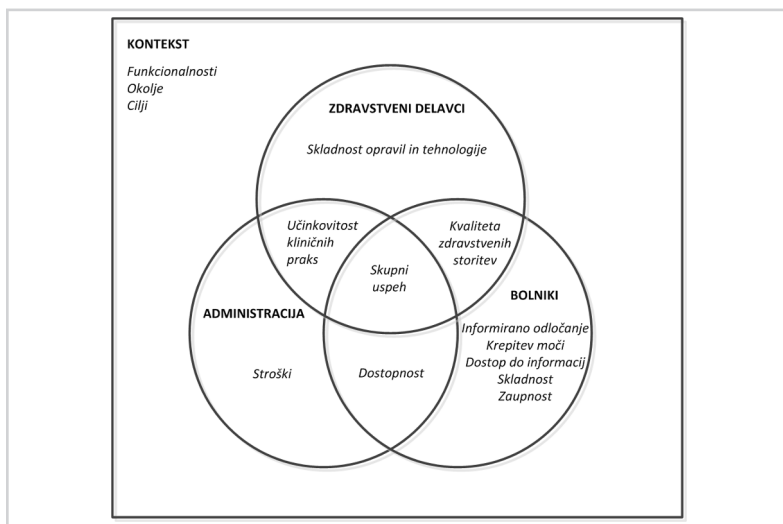 KONTEKST
Funkcionalnosti
Okolje
Cilji
ZDRAVSTVENI DELAVCI
Skladnost opravil in tehnologije
Učinkovitost
kliničnih
praks
Kvaliteta
zdravstvenih
storitev
Skupni
uspeh
ADMINISTRACIJA
Stroški
Dostopnost
BOLNIKI
Informirano odločanje
Krepitev moči
Dostop do informacij
Skladnost
Zaupnost